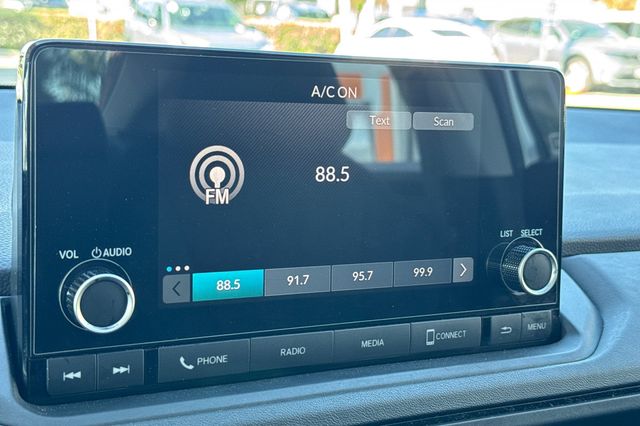 A/C ON
Text Scan
FM
88.5
VOL AUDIO
LIST SELECT
88.5 91.7 95.7 99.9
PHONE RADIO MEDIA CONNECT MENU